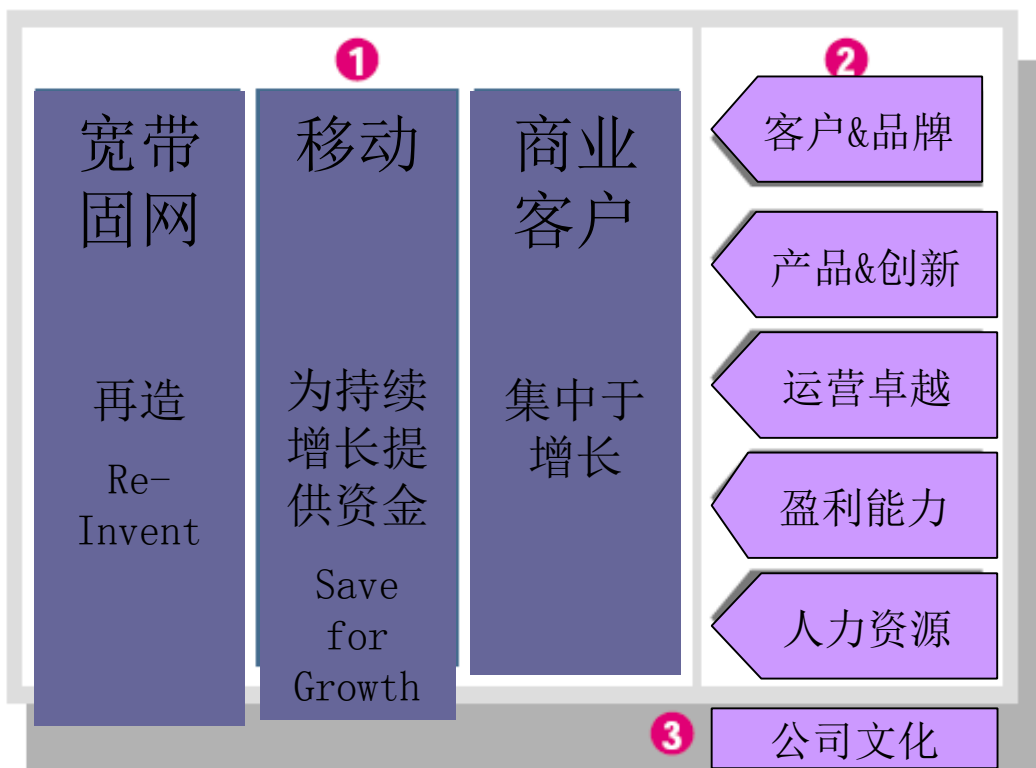 1
宽带
固网
再造
Re-
Invent
移动
为持续
增长提
供资金
Save
for
Growth
商业
客户
集中于
增长
2
客户&品牌
产品&创新
运营卓越
盈利能力
人力资源
3
公司文化